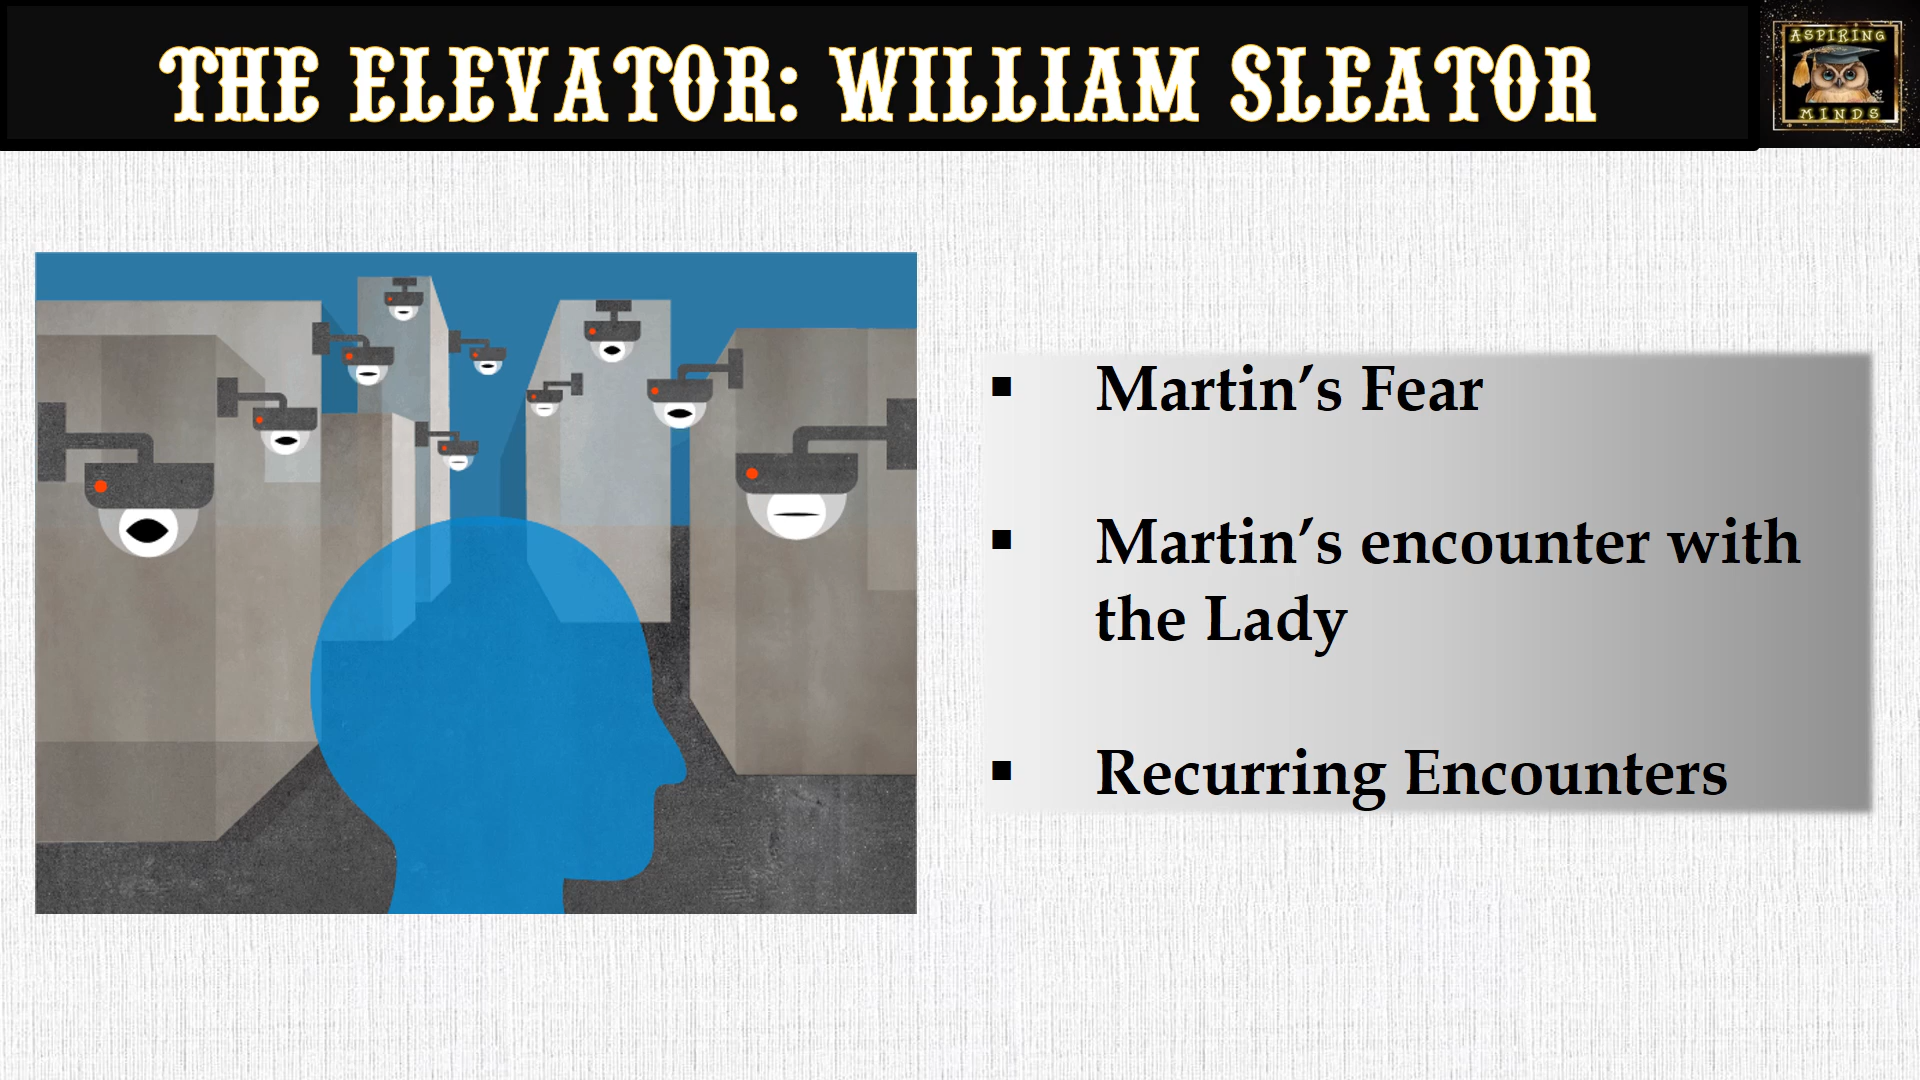 THE ELEVATOR: WILLIAM SLEATOR
ASPIRING
MINDS
▪ Martin’s Fear
▪ Martin’s encounter with
the Lady
▪ Recurring Encounters